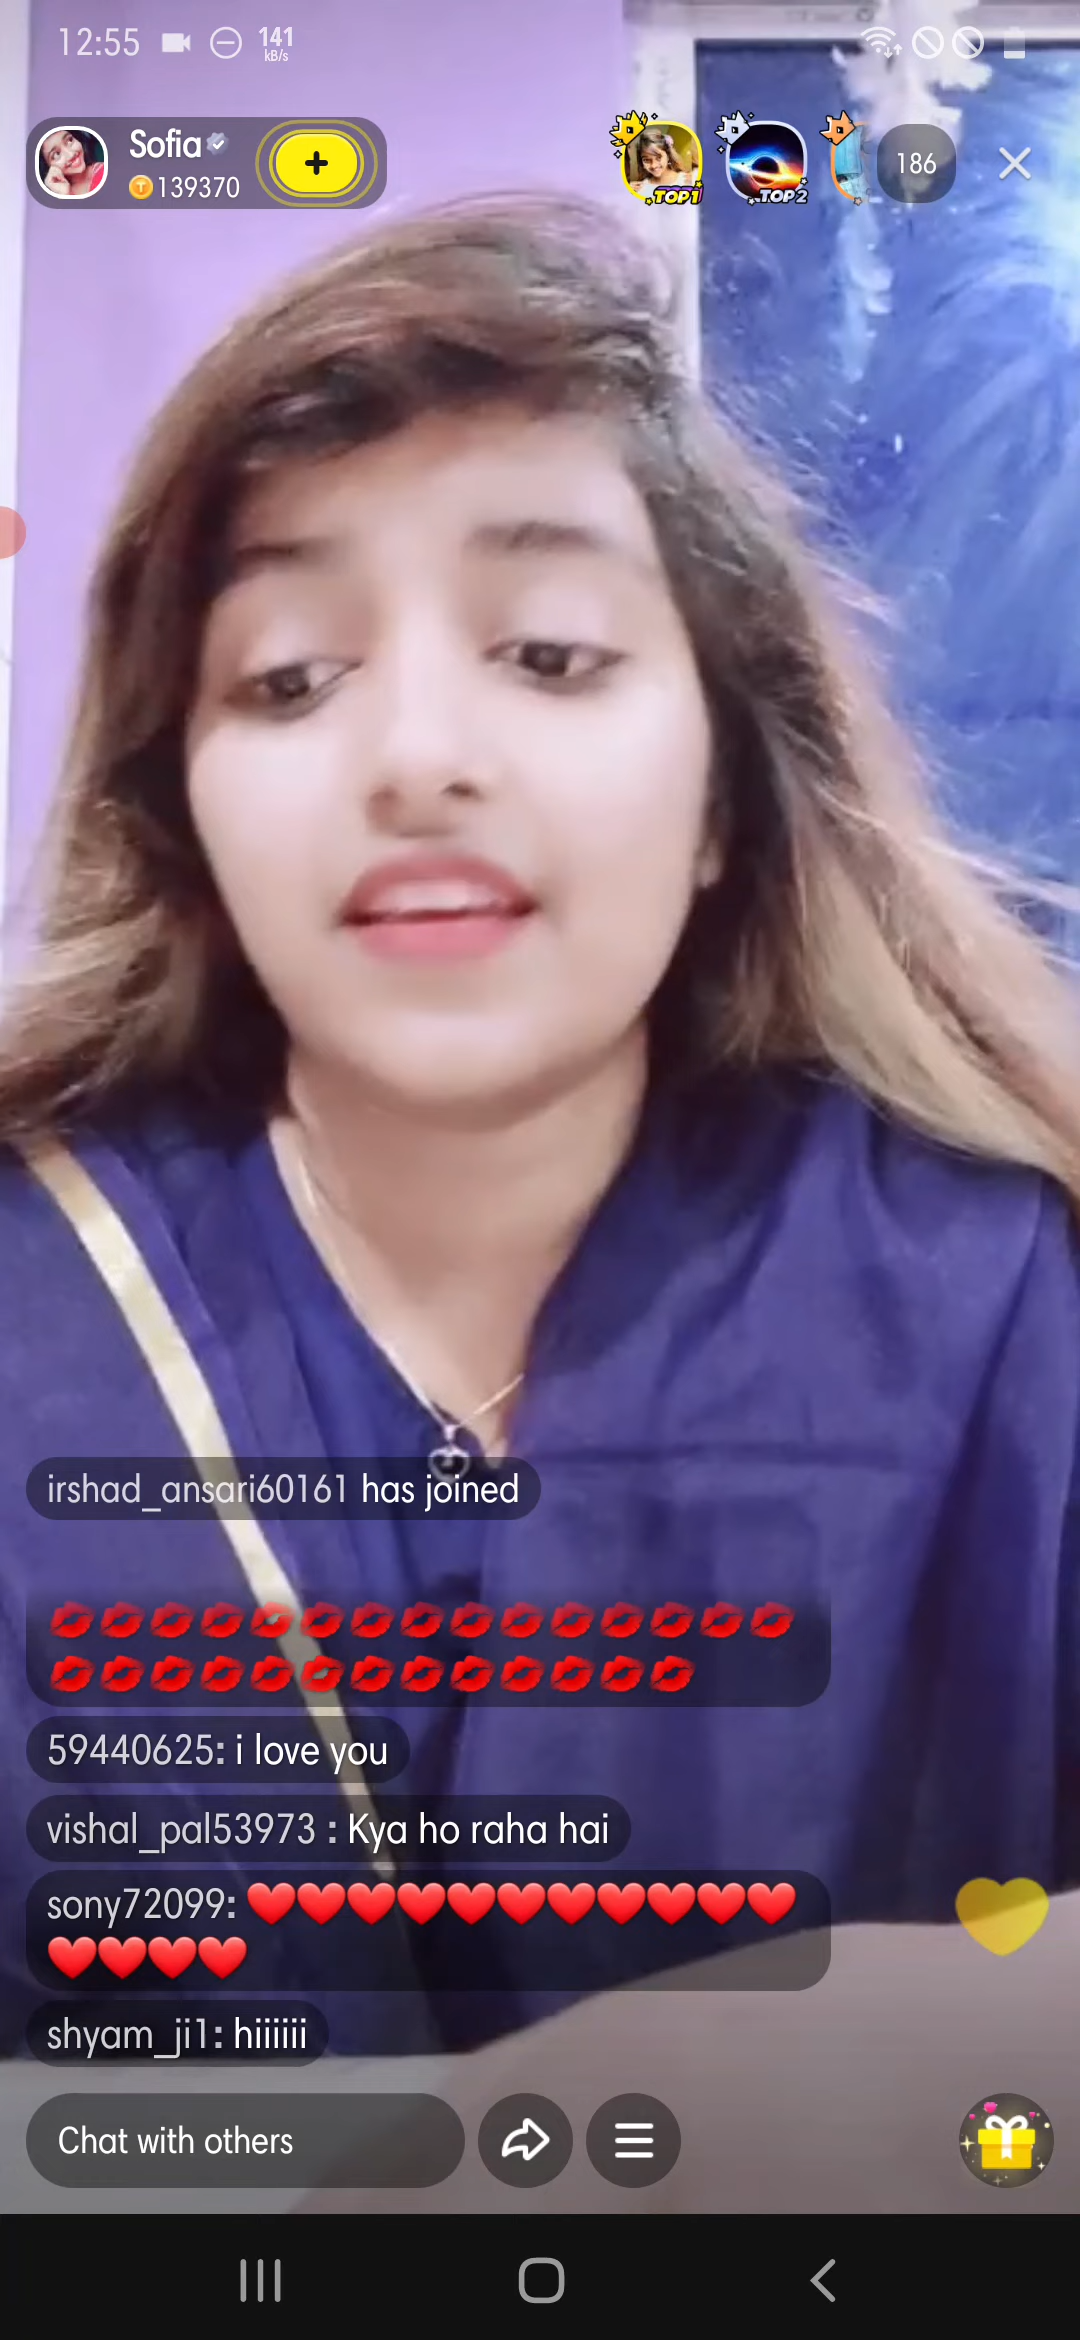 12:55
141
kB/s
Sofia
139370
TOP1
TOP2
186
irshad_ansari60161 has joined
💋💋💋💋💋💋💋💋💋💋💋💋💋💋💋
💋💋💋💋💋💋💋💋💋💋💋💋💋
59440625: i love you
vishal_pal53973 : Kya ho raha hai
sony72099: ❤️❤️❤️❤️❤️❤️❤️❤️❤️❤️❤️
❤️❤️❤️❤️
shyam_ji1: hiiiiii
Chat with others